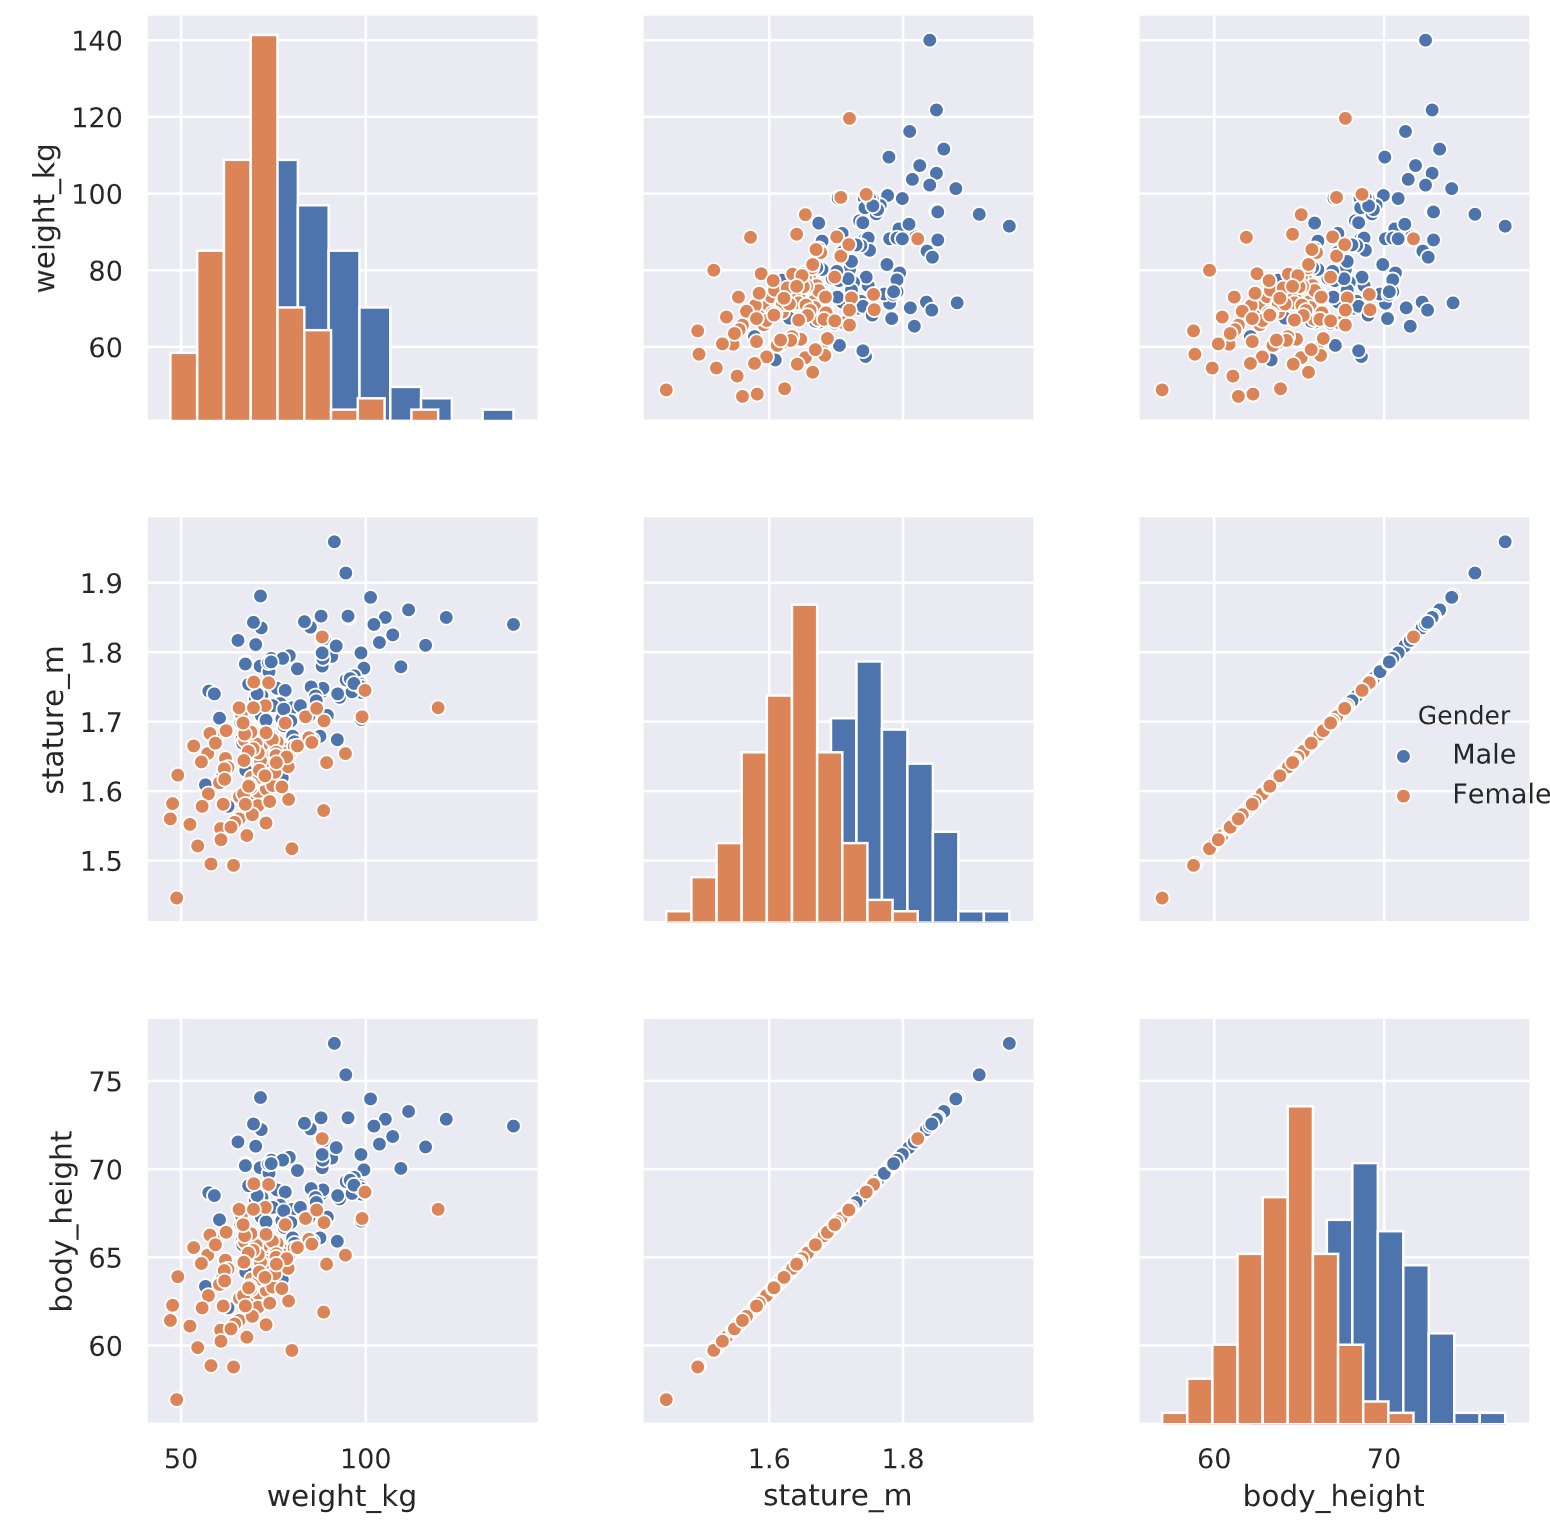 140
120
100
80
60
weight_kg
1.9
1.8
1.7
1.6
1.5
stature_m
Gender
Male
Female
75
70
65
60
body_height
50 100 1.6 1.8 60 70
weight_kg stature_m body_height